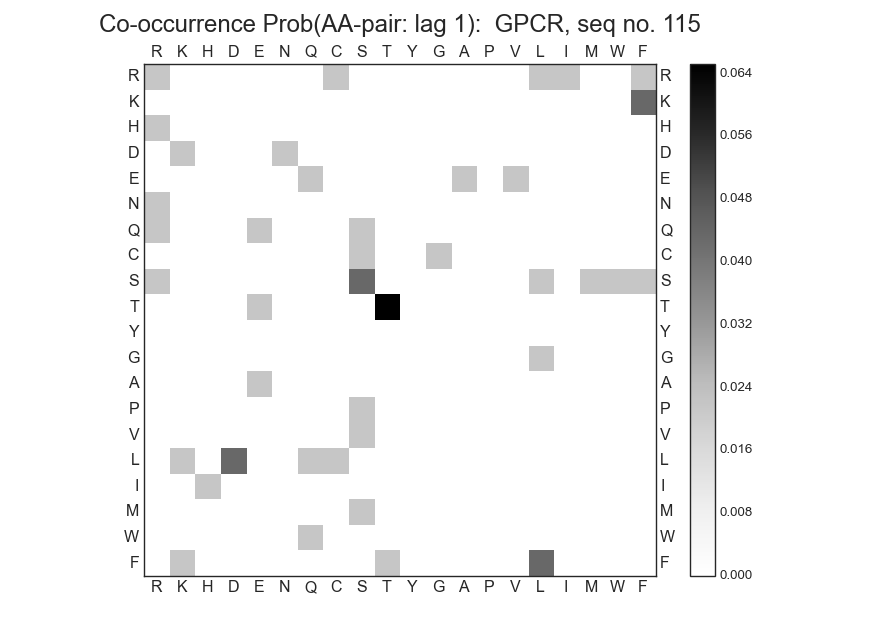 Co-occurrence Prob(AA-pair: lag 1):  GPCR, seq no. 115
R K H D E N Q C S T Y G A P V L I M W F
R R 0.064
K K
H H 0.056
D D
E E 0.048
N N
Q Q
C C 0.040
S S
T T 0.032
Y Y
G G
A A 0.024
P P
V V 0.016
L L
I I 0.008
M M
W W
F F 0.000
R K H D E N Q C S T Y G A P V L I M W F